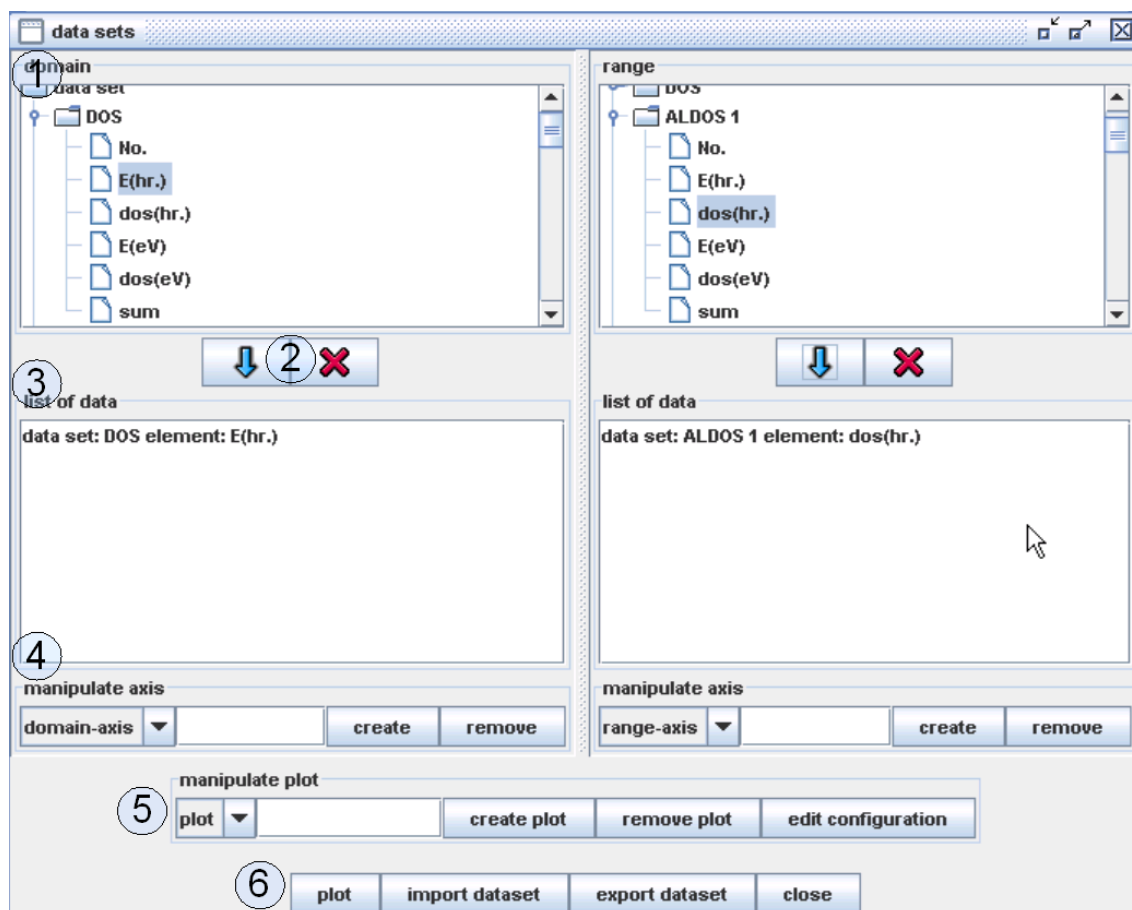 data sets
1
domain
data set
DOS
No.
E(hr.)
dos(hr.)
E(eV)
dos(eV)
sum
2
3
list of data
data set: DOS element: E(hr.)
4
manipulate axis
domain-axis create remove
range
DOS
ALDOS 1
No.
E(hr.)
dos(hr.)
E(eV)
dos(eV)
sum
list of data
data set: ALDOS 1 element: dos(hr.)
manipulate axis
range-axis create remove
manipulate plot
5
plot create plot remove plot edit configuration
6
plot import dataset export dataset close